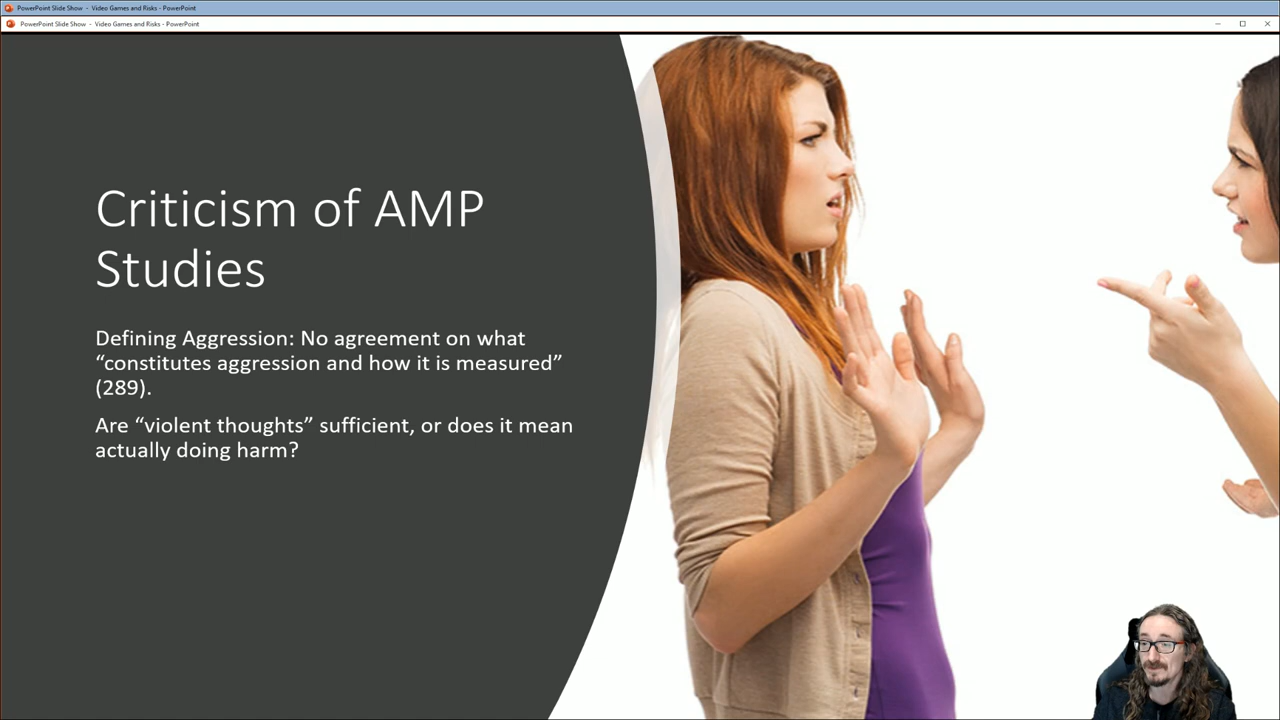 PowerPoint Slide Show - Video Games and Risks - PowerPoint
PowerPoint Slide Show - Video Games and Risks - PowerPoint
Criticism of AMP
Studies
Defining Aggression: No agreement on what
“constitutes aggression and how it is measured”
(289).
Are “violent thoughts” sufficient, or does it mean
actually doing harm?